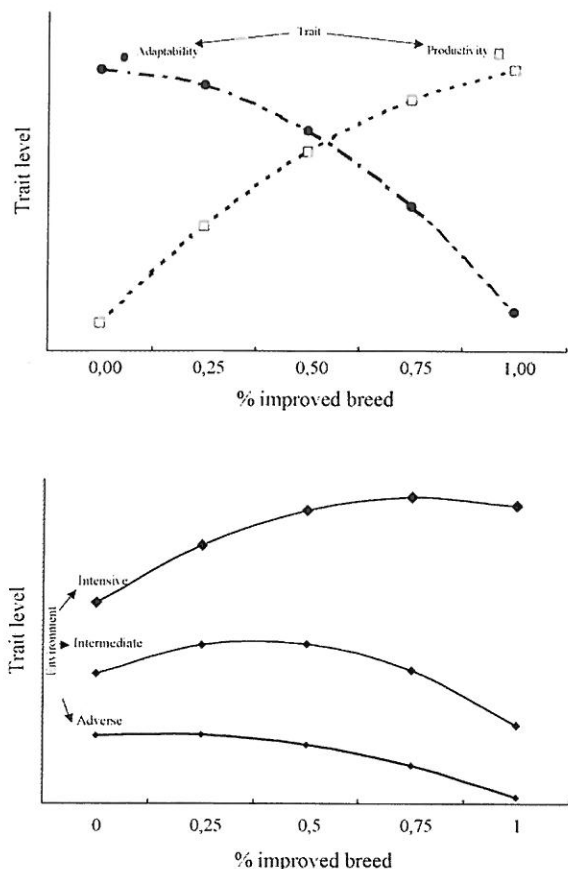 Trait
Adaptability
Productivity
Trait level
0,00 0,25 0,50 0,75 1,00
% improved breed
Trait level
Environment
Intensive
Intermediate
Adverse
0 0,25 0,50 0,75 1
% improved breed